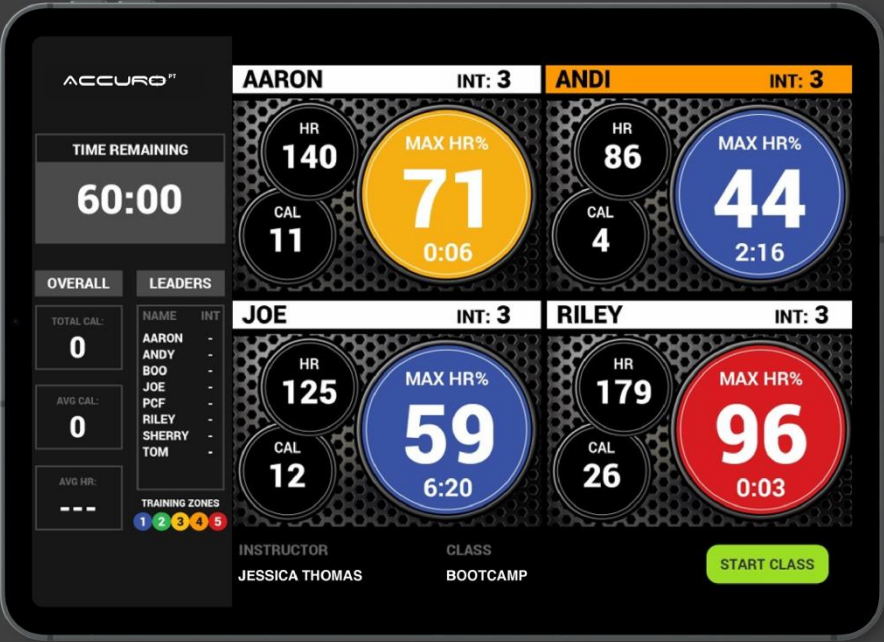 ACCURO PT
TIME REMAINING
60:00
OVERALL
TOTAL CAL:
0
AVG CAL:
0
AVG HR:
---
LEADERS
NAME INT
AARON -
ANDY -
BOO -
JOE -
PCF -
RILEY -
SHERRY -
TOM -
TRAINING ZONES
1 2 3 4 5
AARON INT: 3
HR
140
CAL
11
MAX HR%
71
0:06
ANDI INT: 3
HR
86
CAL
4
MAX HR%
44
2:16
JOE INT: 3
HR
125
CAL
12
MAX HR%
59
6:20
RILEY INT: 3
HR
179
CAL
26
MAX HR%
96
0:03
INSTRUCTOR
JESSICA THOMAS
CLASS
BOOTCAMP
START CLASS